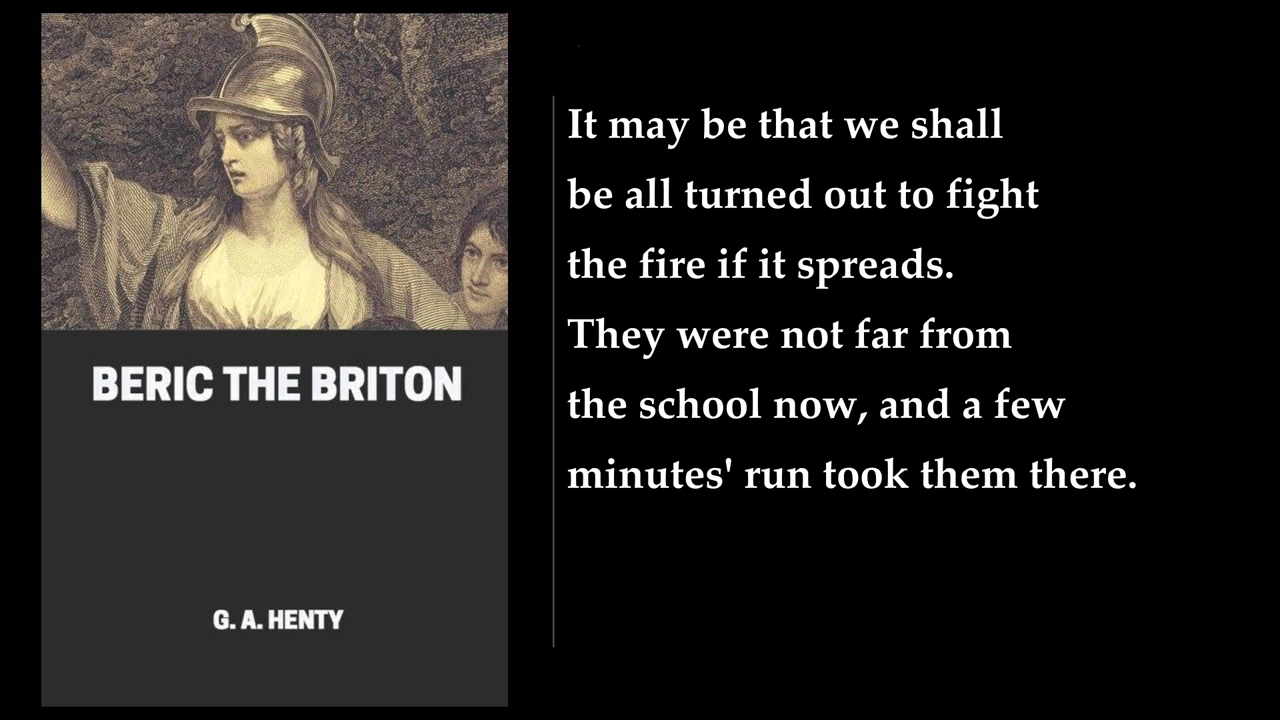 BERIC THE BRITON
G. A. HENTY
It may be that we shall
be all turned out to fight
the fire if it spreads.
They were not far from
the school now, and a few
minutes' run took them there.